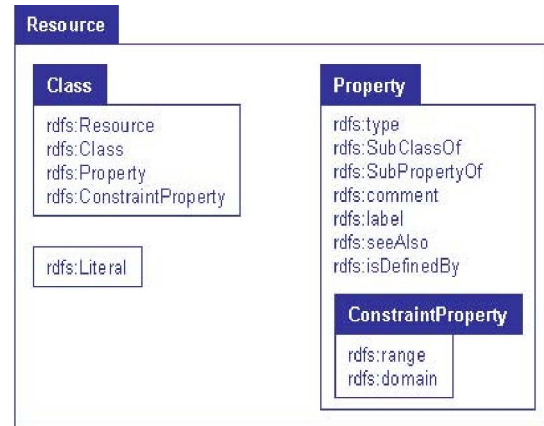 Resource
Class
rdfs:Resource
rdfs:Class
rdfs:Property
rdfs:ConstraintProperty
rdfs:Literal
Property
rdfs:type
rdfs:SubClassOf
rdfs:SubPropertyOf
rdfs:comment
rdfs:label
rdfs:seeAlso
rdfs:isDefinedBy
ConstraintProperty
rdfs:range
rdfs:domain